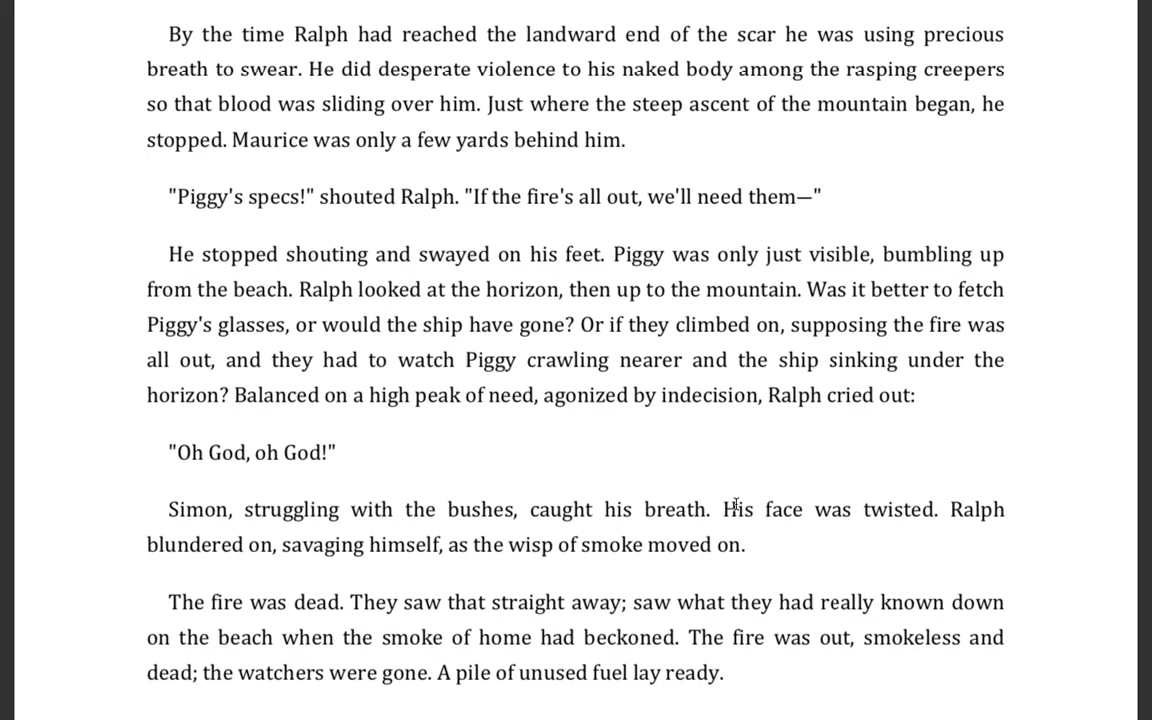 By the time Ralph had reached the landward end of the scar he was using precious
breath to swear. He did desperate violence to his naked body among the rasping creepers
so that blood was sliding over him. Just where the steep ascent of the mountain began, he
stopped. Maurice was only a few yards behind him.
"Piggy's specs!" shouted Ralph. "If the fire's all out, we'll need them—"
He stopped shouting and swayed on his feet. Piggy was only just visible, bumbling up
from the beach. Ralph looked at the horizon, then up to the mountain. Was it better to fetch
Piggy's glasses, or would the ship have gone? Or if they climbed on, supposing the fire was
all out, and they had to watch Piggy crawling nearer and the ship sinking under the
horizon? Balanced on a high peak of need, agonized by indecision, Ralph cried out:
"Oh God, oh God!"
Simon, struggling with the bushes, caught his breath. His face was twisted. Ralph
blundered on, savaging himself, as the wisp of smoke moved on.
The fire was dead. They saw that straight away; saw what they had really known down
on the beach when the smoke of home had beckoned. The fire was out, smokeless and
dead; the watchers were gone. A pile of unused fuel lay ready.